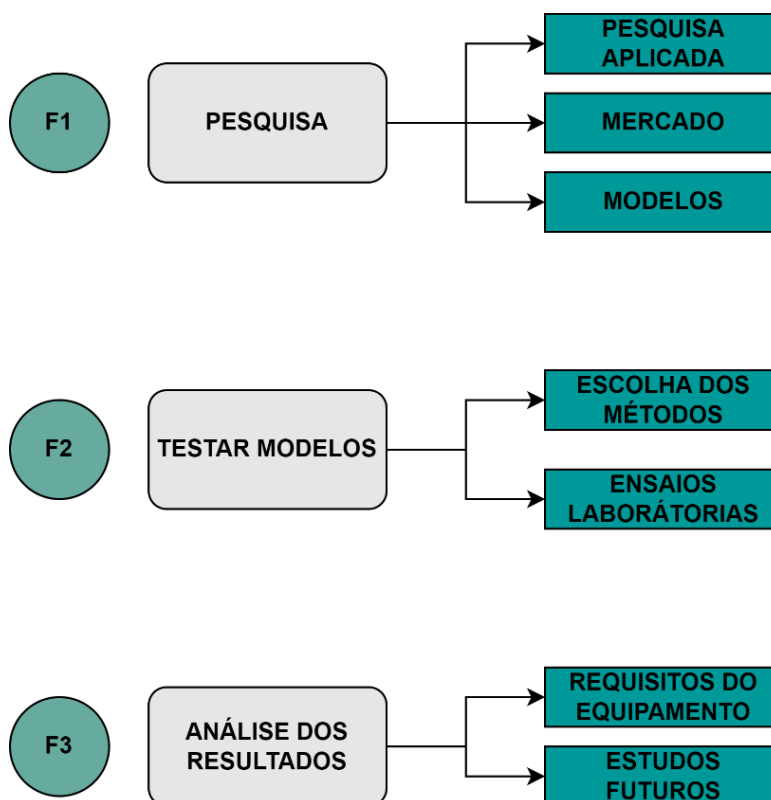 F1
PESQUISA
PESQUISA
APLICADA
MERCADO
MODELOS
F2
TESTAR MODELOS
ESCOLHA DOS
MÉTODOS
ENSAIOS
LABORÁTORIAS
F3
ANÁLISE DOS
RESULTADOS
REQUISITOS DO
EQUIPAMENTO
ESTUDOS
FUTUROS